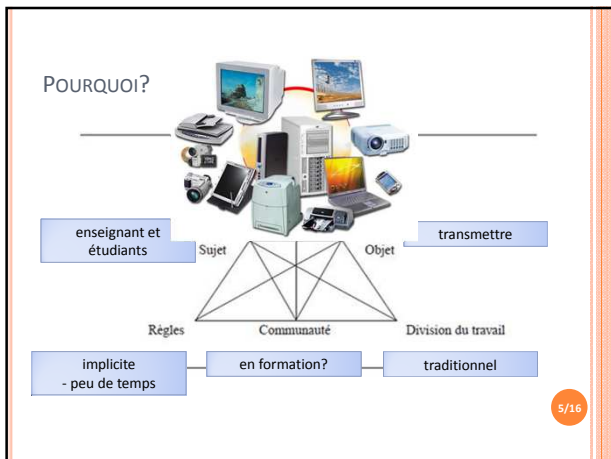 POURQUOI?
enseignant et
étudiants
Sujet
Objet
transmettre
Règles
Communauté
Division du travail
implicite
- peu de temps
en formation?
traditionnel
5/16